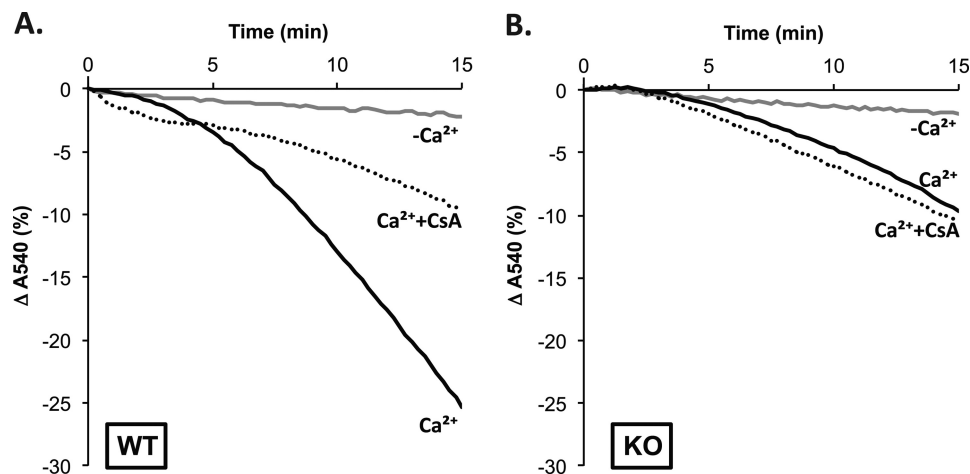 A.
Time (min)
0 5 10 15
0
-5
-10
-15
-20
-25
-30
Δ A540 (%)
-Ca²⁺
Ca²⁺+CsA
Ca²⁺
WT
B.
Time (min)
0 5 10 15
0
-5
-10
-15
-20
-25
-30
Δ A540 (%)
-Ca²⁺
Ca²⁺
Ca²⁺+CsA
KO